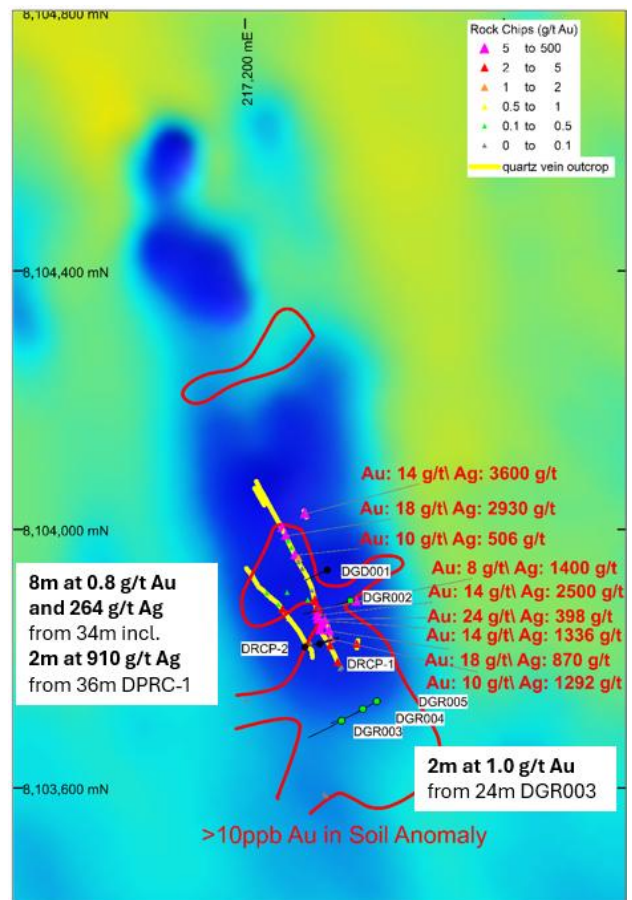 8,104,800 mN
217,200 mE
Rock Chips (g/t Au)
5 to 500
2 to 5
1 to 2
0.5 to 1
0.1 to 0.5
0 to 0.1
quartz vein outcrop
8,104,400 mN
Au: 14 g/t\ Ag: 3600 g/t
Au: 18 g/t\ Ag: 2930 g/t
8,104,000 mN
Au: 10 g/t\ Ag: 506 g/t
DGD001
Au: 8 g/t\ Ag: 1400 g/t
DGR002
Au: 14 g/t\ Ag: 2500 g/t
Au: 24 g/t\ Ag: 398 g/t
Au: 14 g/t\ Ag: 1336 g/t
DRCP-2
DRCP-1
Au: 18 g/t\ Ag: 870 g/t
Au: 10 g/t\ Ag: 1292 g/t
8m at 0.8 g/t Au
and 264 g/t Ag
from 34m incl.
2m at 910 g/t Ag
from 36m DPRC-1
DGR005
DGR004
DGR003
2m at 1.0 g/t Au
from 24m DGR003
8,103,600 mN
>10ppb Au in Soil Anomaly